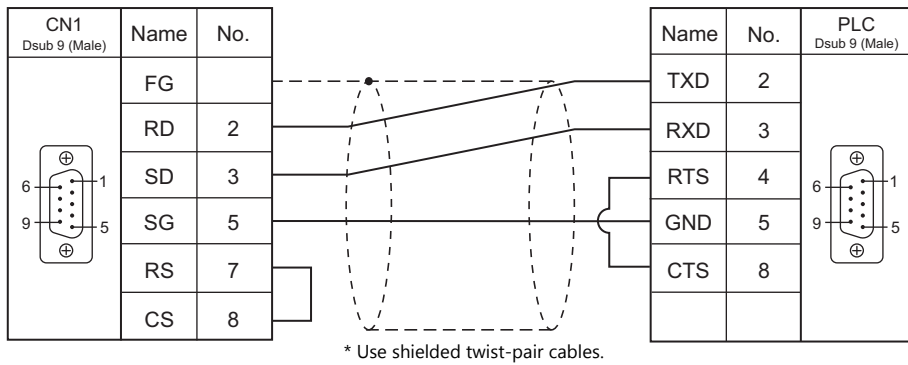 CN1
Dsub 9 (Male)
Name No.
FG
RD 2
SD 3
SG 5
RS 7
CS 8
6 1
9 5
Name No.
PLC
Dsub 9 (Male)
TXD 2
RXD 3
RTS 4
GND 5
CTS 8
6 1
9 5
* Use shielded twist-pair cables.